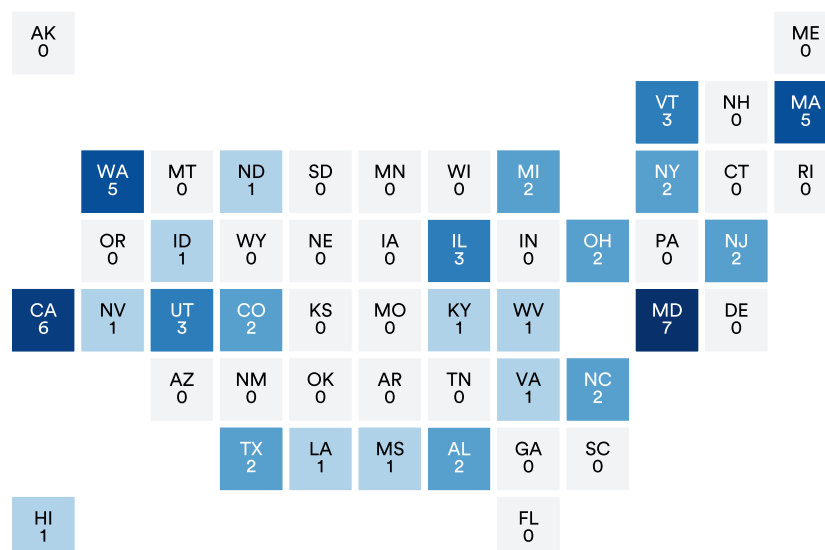 AK
0
ME
0
VT
3
NH
0
MA
5
WA
5
MT
0
ND
1
SD
0
MN
0
WI
0
MI
2
NY
2
CT
0
RI
0
OR
0
ID
1
WY
0
NE
0
IA
0
IL
3
IN
0
OH
2
PA
0
NJ
2
CA
6
NV
1
UT
3
CO
2
KS
0
MO
0
KY
1
WV
1
MD
7
DE
0
AZ
0
NM
0
OK
0
AR
0
TN
0
VA
1
NC
2
TX
2
LA
1
MS
1
AL
2
GA
0
SC
0
HI
1
FL
0